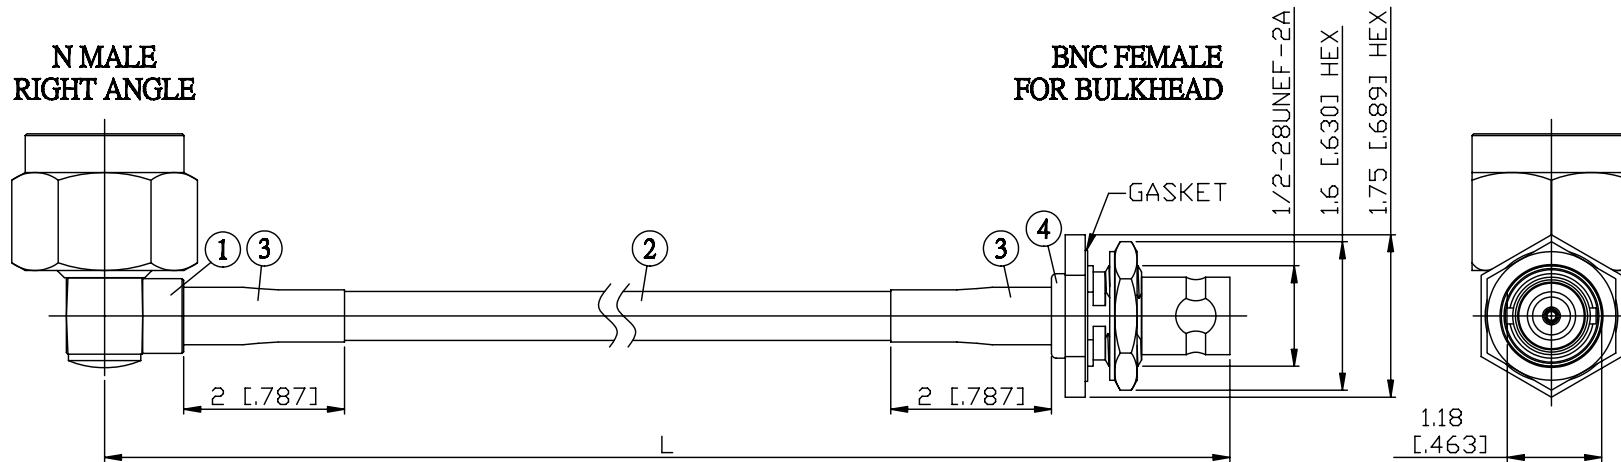 N MALE
RIGHT ANGLE
BNC FEMALE
FOR BULKHEAD
1/2-28UNEF-2A
1.6 [.630] HEX
1.75 [.689] HEX
GASKET
1
3
2
3
4
2 [.787]
2 [.787]
L
1.18
[.463]